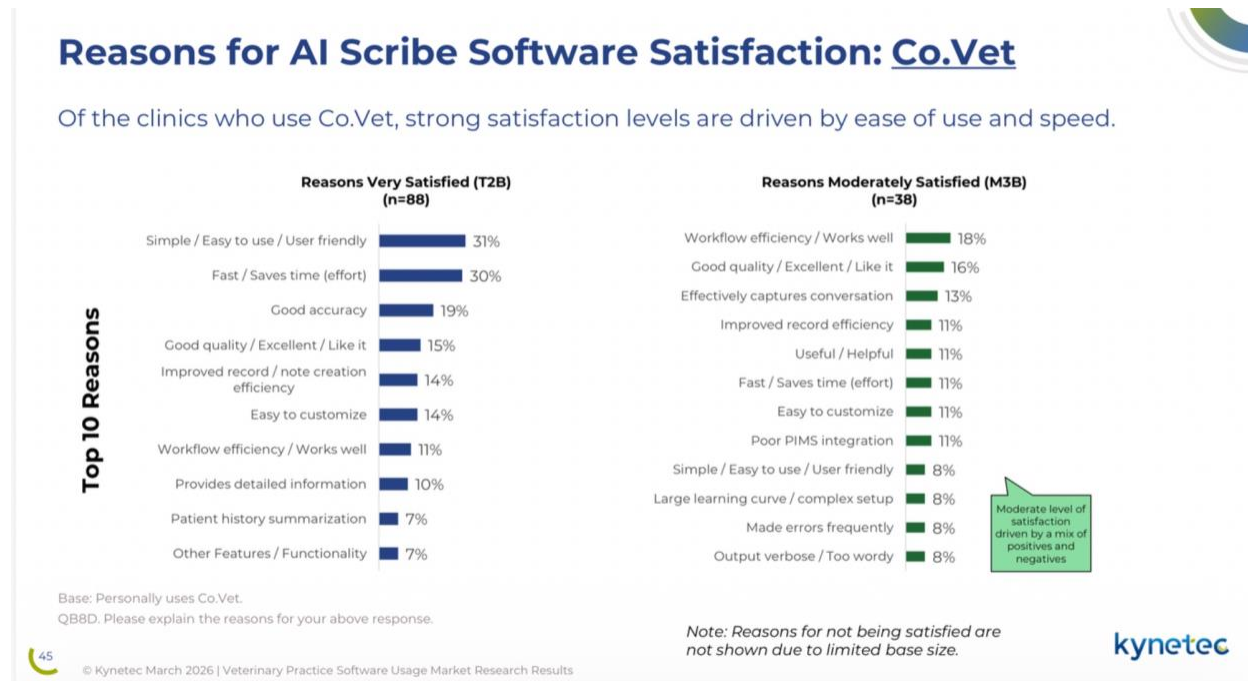 Reasons for AI Scribe Software Satisfaction: Co.Vet
Of the clinics who use Co.Vet, strong satisfaction levels are driven by ease of use and speed.
Top 10 Reasons
Reasons Very Satisfied (T2B)
(n=88)
Simple / Easy to use / User friendly 31%
Fast / Saves time (effort) 30%
Good accuracy 19%
Good quality / Excellent / Like it 15%
Improved record / note creation
efficiency 14%
Easy to customize 14%
Workflow efficiency / Works well 11%
Provides detailed information 10%
Patient history summarization 7%
Other Features / Functionality 7%
Reasons Moderately Satisfied (M3B)
(n=38)
Workflow efficiency / Works well 18%
Good quality / Excellent / Like it 16%
Effectively captures conversation 13%
Improved record efficiency 11%
Useful / Helpful 11%
Fast / Saves time (effort) 11%
Easy to customize 11%
Poor PIMS integration 11%
Simple / Easy to use / User friendly 8%
Large learning curve / complex setup 8%
Made errors frequently 8%
Output verbose / Too wordy 8%
Moderate level of
satisfaction
driven by a mix of
positives and
negatives
Base: Personally uses Co.Vet.
QB8D. Please explain the reasons for your above response.
Note: Reasons for not being satisfied are
not shown due to limited base size.
kynetec
45
© Kynetec March 2026 | Veterinary Practice Software Usage Market Research Results